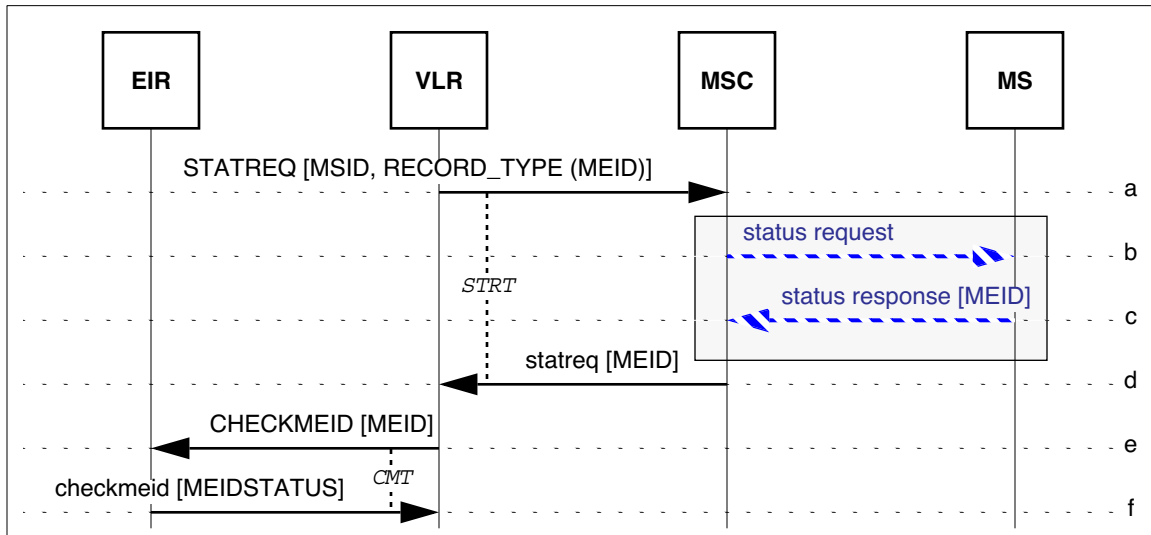 EIR VLR MSC MS
STATREQ [MSID, RECORD_TYPE (MEID)]
a
status request
b
STRT
status response [MEID]
c
statreq [MEID]
d
CHECKMEID [MEID]
e
CMT
checkmeid [MEIDSTATUS]
f